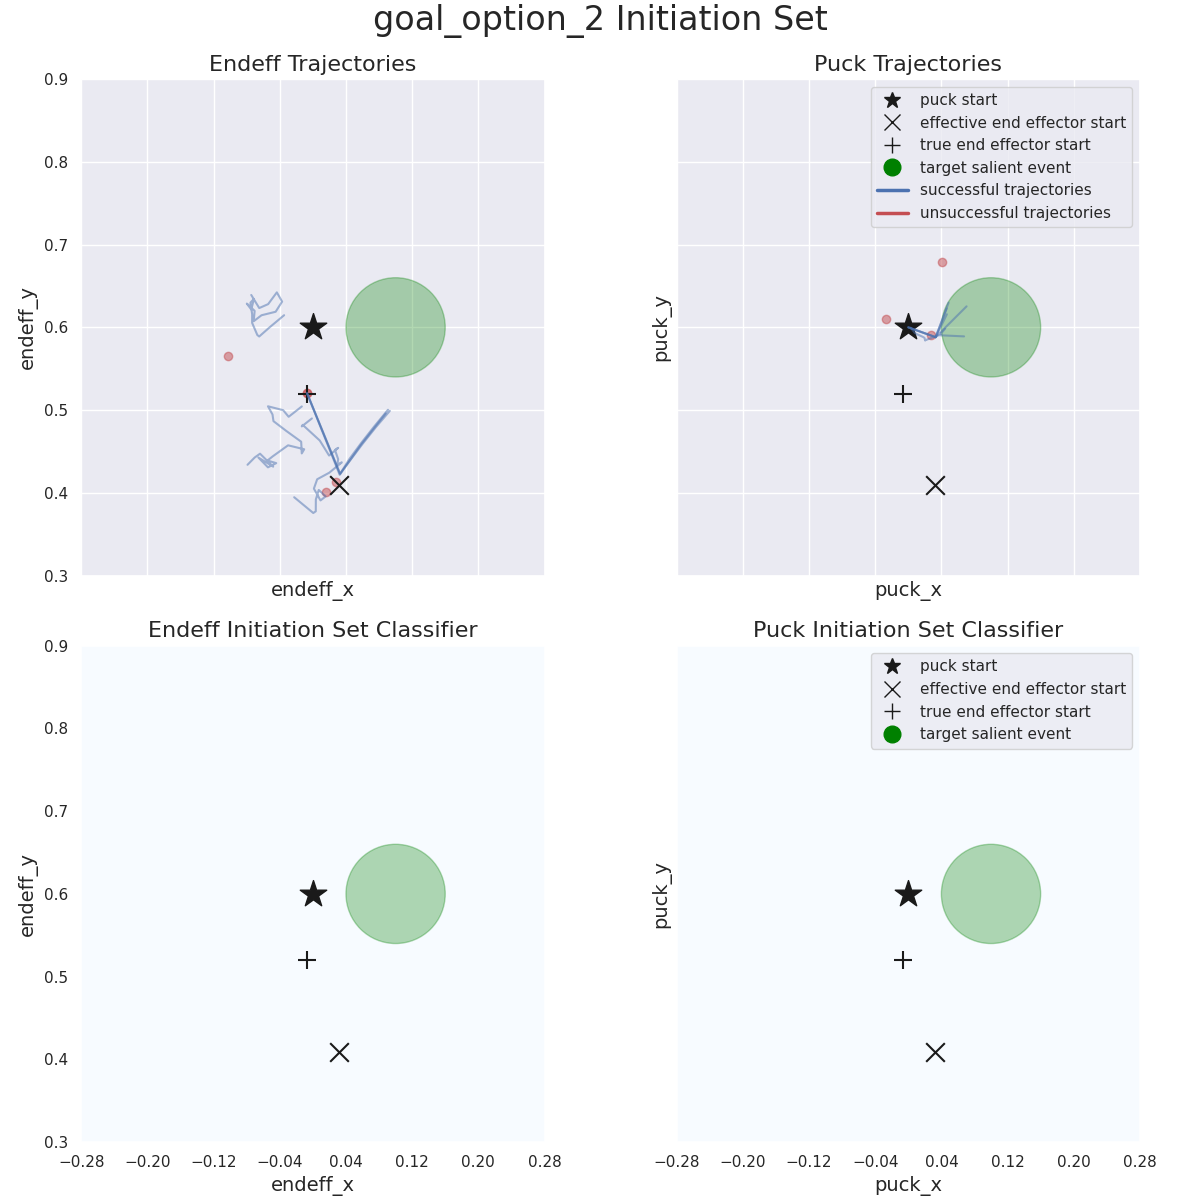 goal_option_2 Initiation Set
Endeff Trajectories
Puck Trajectories
0.9
0.8
0.7
0.6
0.5
0.4
0.3
endeff_y
endeff_x
puck start
effective end effector start
true end effector start
target salient event
successful trajectories
unsuccessful trajectories
puck_y
puck_x
Endeff Initiation Set Classifier
Puck Initiation Set Classifier
0.9
0.8
0.7
0.6
0.5
0.4
0.3
endeff_y
−0.28 −0.20 −0.12 −0.04 0.04 0.12 0.20 0.28
endeff_x
puck start
effective end effector start
true end effector start
target salient event
puck_y
−0.28 −0.20 −0.12 −0.04 0.04 0.12 0.20 0.28
puck_x